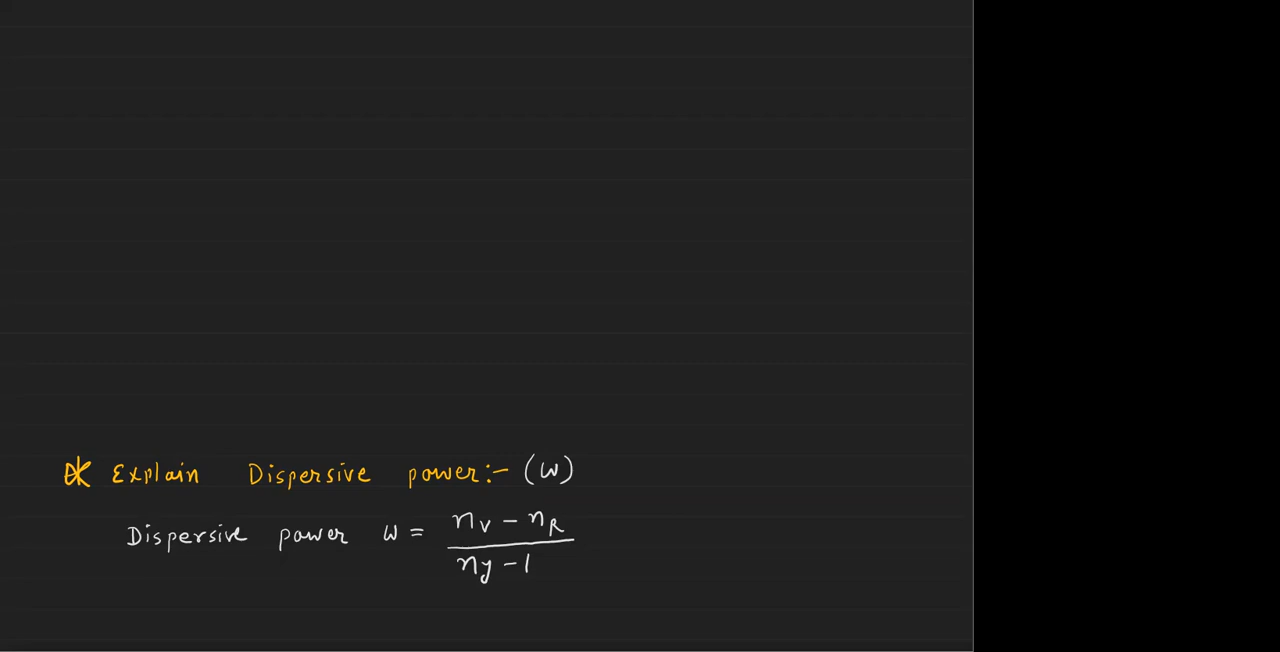 * Explain Dispersive power:- (ω)
Dispersive power ω = (n_V - n_R) / (n_y - 1)